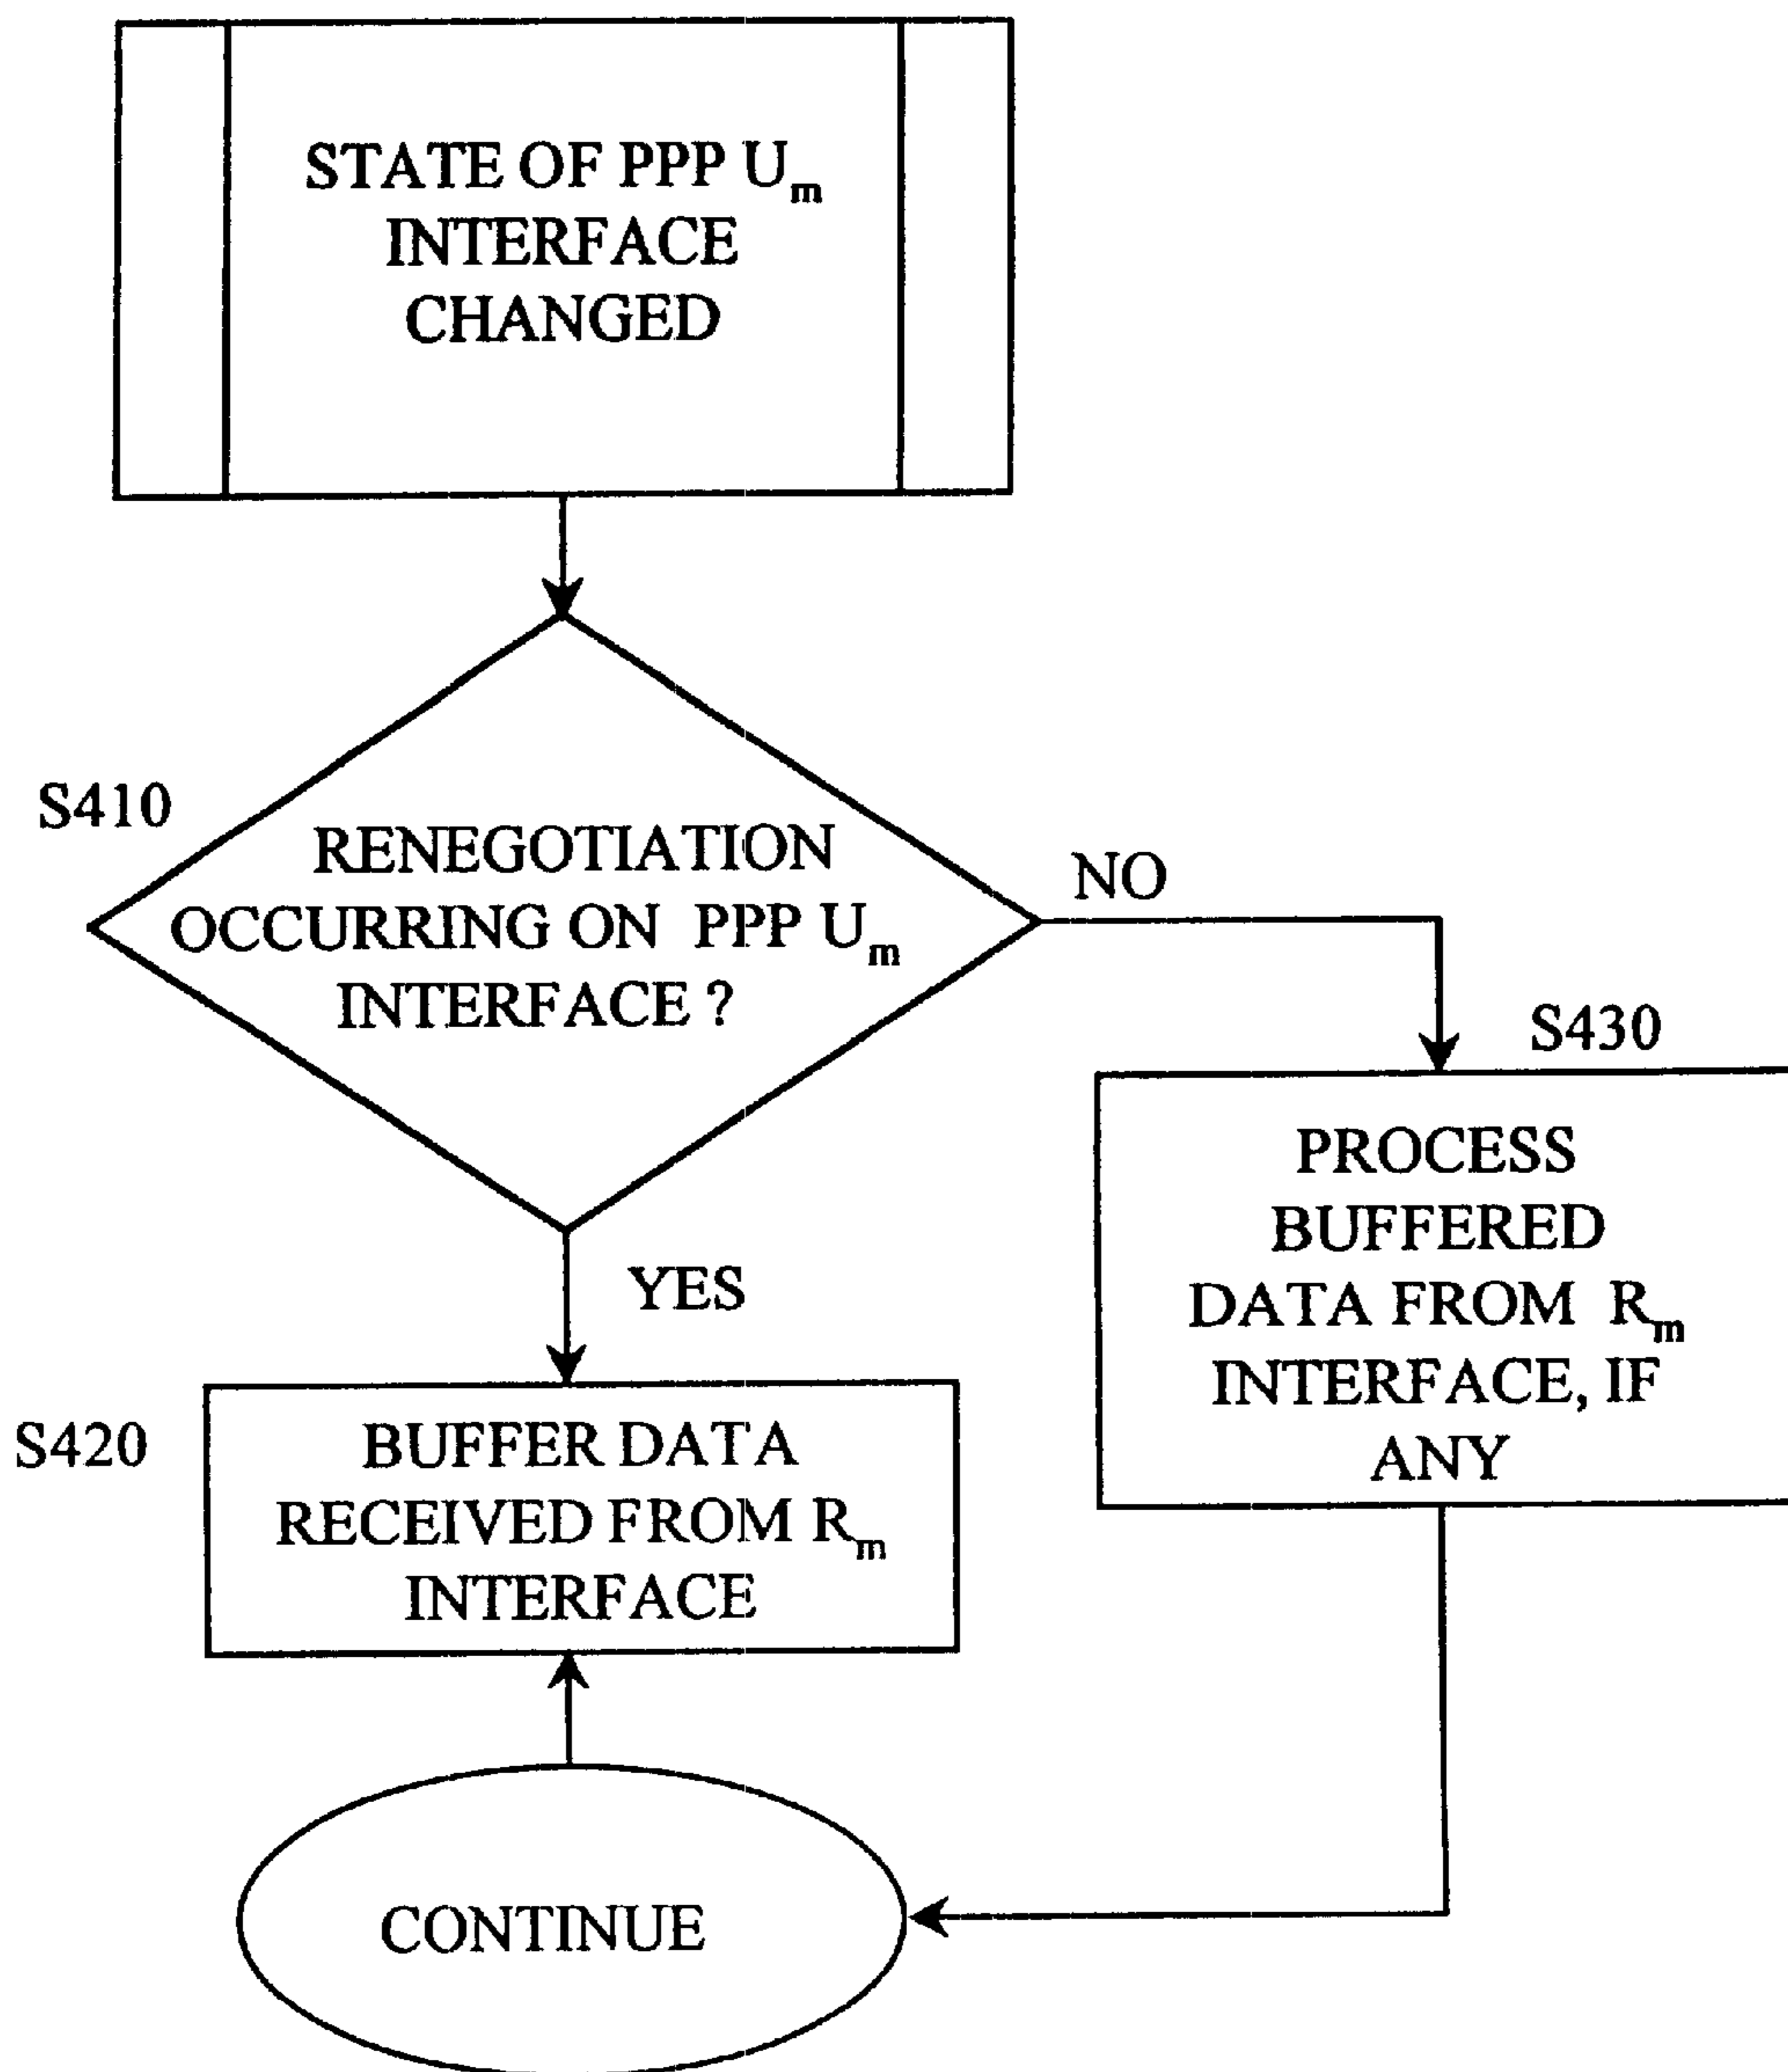 STATE OF PPP Uₘ
INTERFACE
CHANGED
S410
RENEGOTIATION
OCCURRING ON PPP Uₘ
INTERFACE ?
NO
S430
PROCESS
BUFFERED
DATA FROM Rₘ
INTERFACE, IF
ANY
YES
S420
BUFFER DATA
RECEIVED FROM Rₘ
INTERFACE
CONTINUE